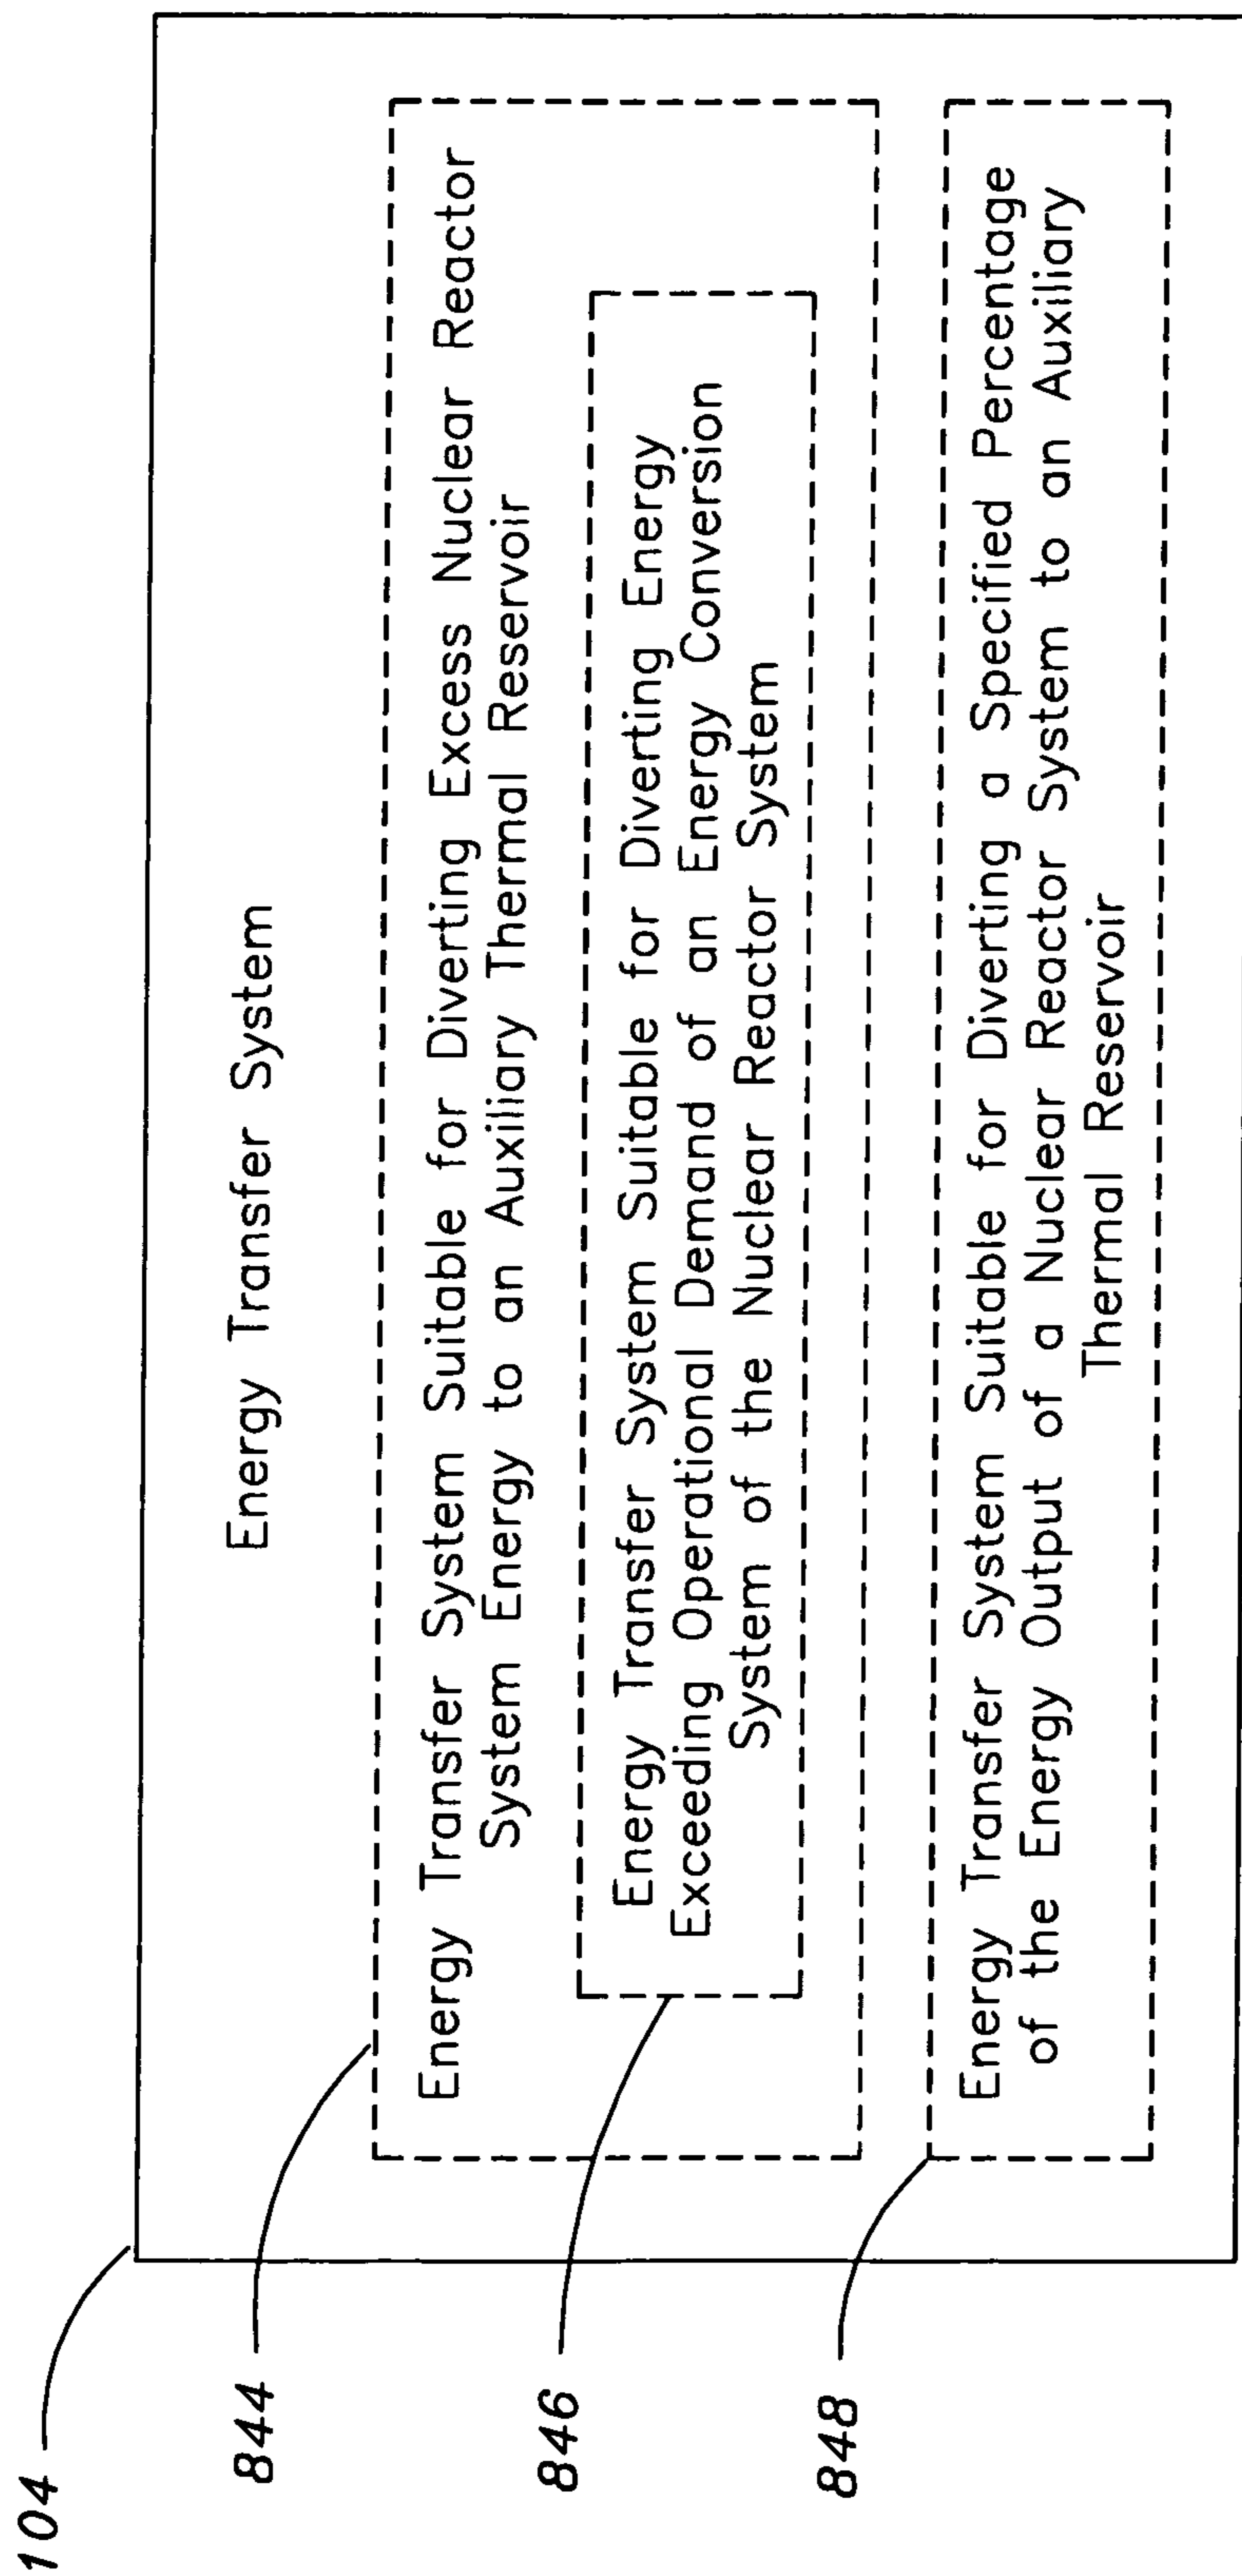 104
Energy Transfer System
844
Energy Transfer System Suitable for Diverting Excess Nuclear Reactor
System Energy to an Auxiliary Thermal Reservoir
846
Energy Transfer System Suitable for Diverting Energy
Exceeding Operational Demand of an Energy Conversion
System of the Nuclear Reactor System
848
Energy Transfer System Suitable for Diverting a Specified Percentage
of the Energy Output of a Nuclear Reactor System to an Auxiliary
Thermal Reservoir